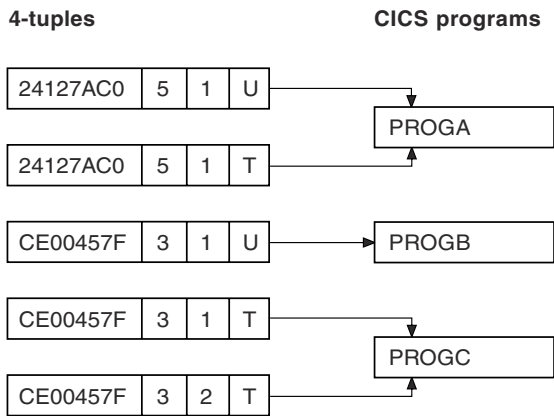 4-tuples CICS programs
24127AC0 5 1 U
PROGA
24127AC0 5 1 T
CE00457F 3 1 U PROGB
CE00457F 3 1 T
PROGC
CE00457F 3 2 T